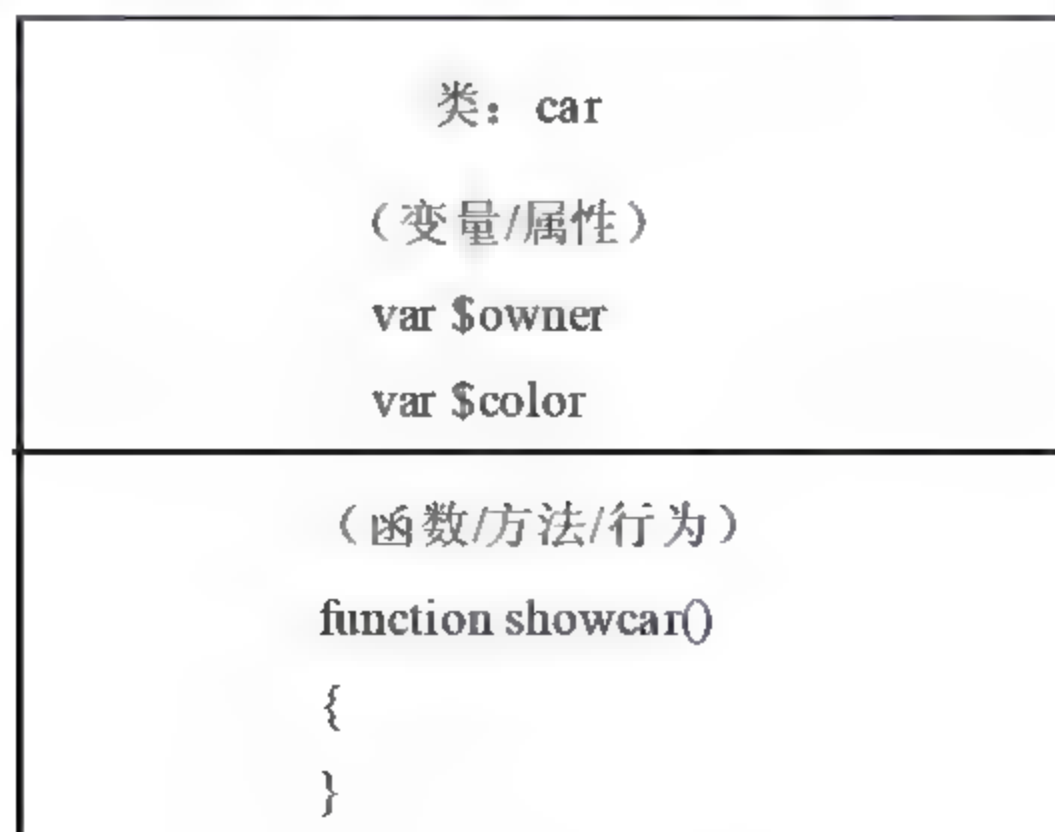 类：car
（变量/属性）
var $owner
var $color
（函数/方法/行为）
function showcar()
{
}